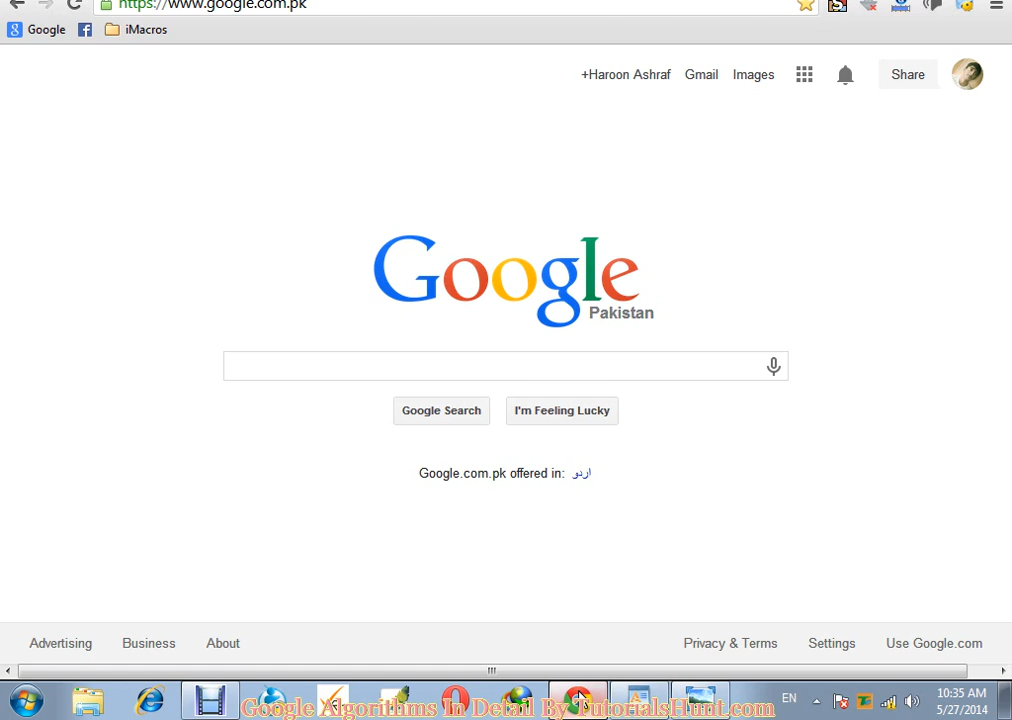 https://www.google.com.pk
Google
iMacros
+Haroon Ashraf Gmail Images Share
Google
Pakistan
Google Search I'm Feeling Lucky
Google.com.pk offered in: اردو
Advertising Business About Privacy & Terms Settings Use Google.com
EN
10:35 AM
5/27/2014
Google Algorithms In Detail By TutorialsHunt.com